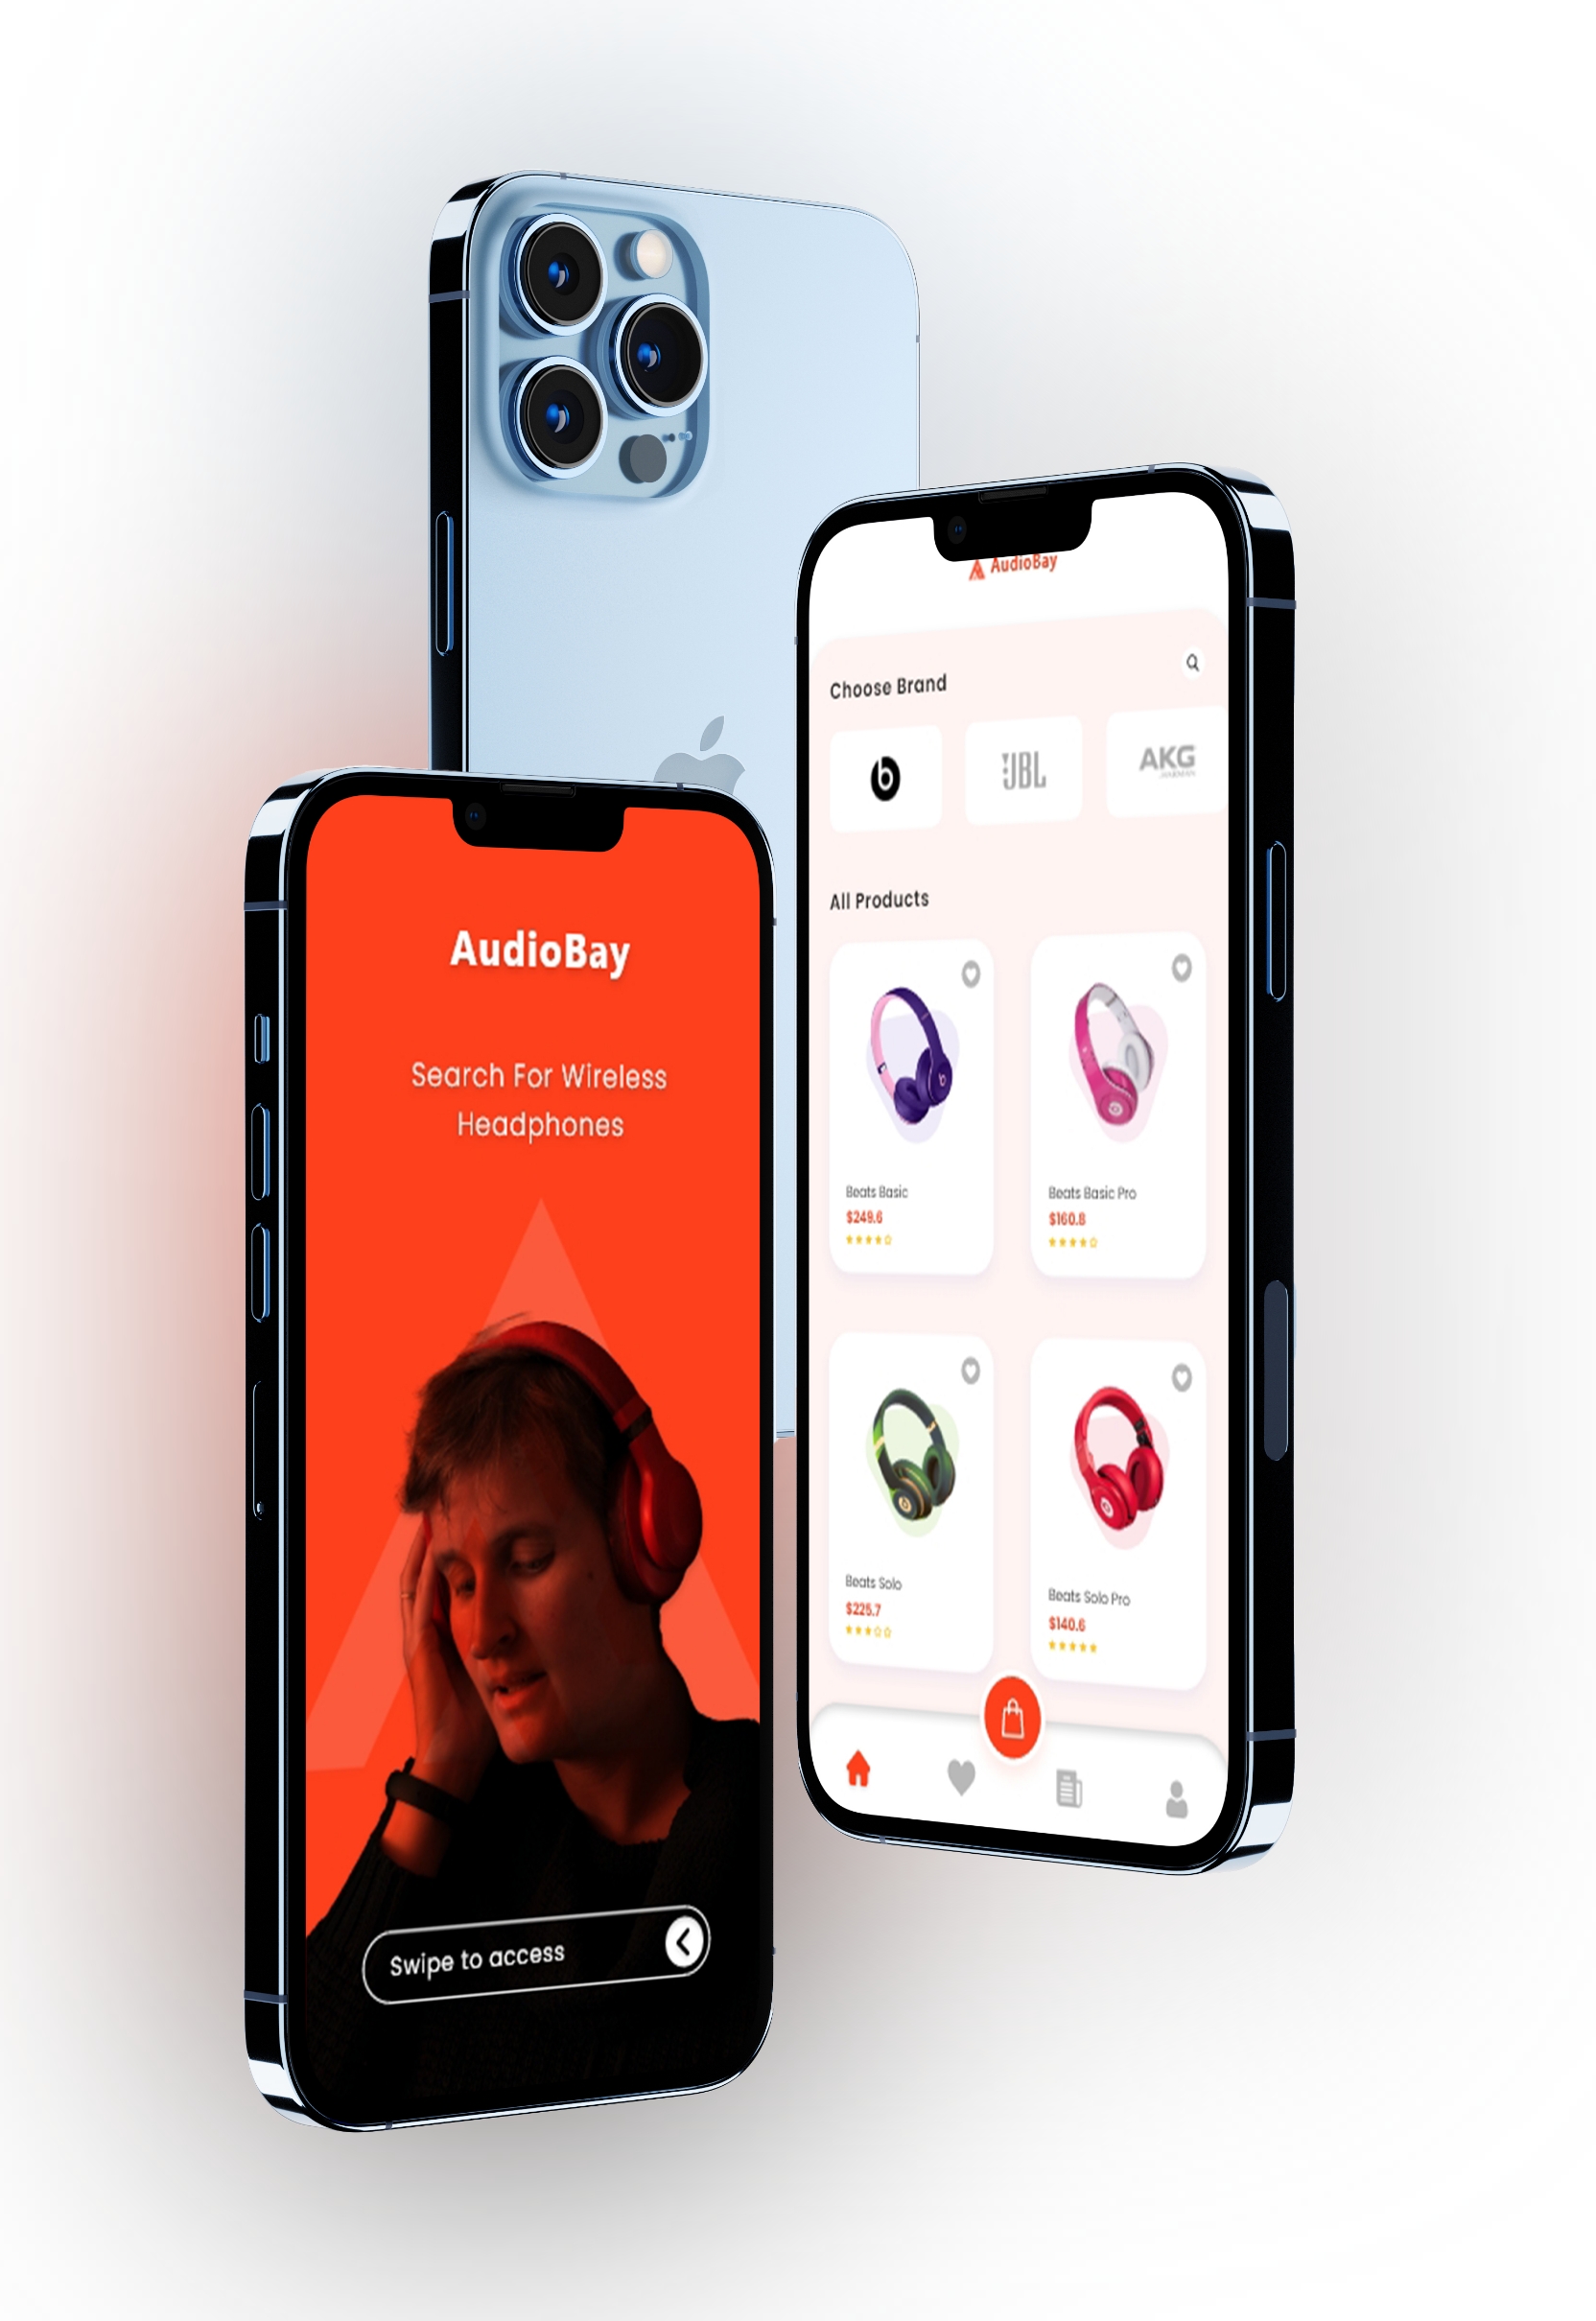 AudioBay
Search For Wireless
Headphones
Swipe to access
AudioBay
Choose Brand
b
JBL
AKG
All Products
Beats Basic
$249.6
Beats Basic Pro
$160.8
Beats Solo
$225.7
Beats Solo Pro
$140.6